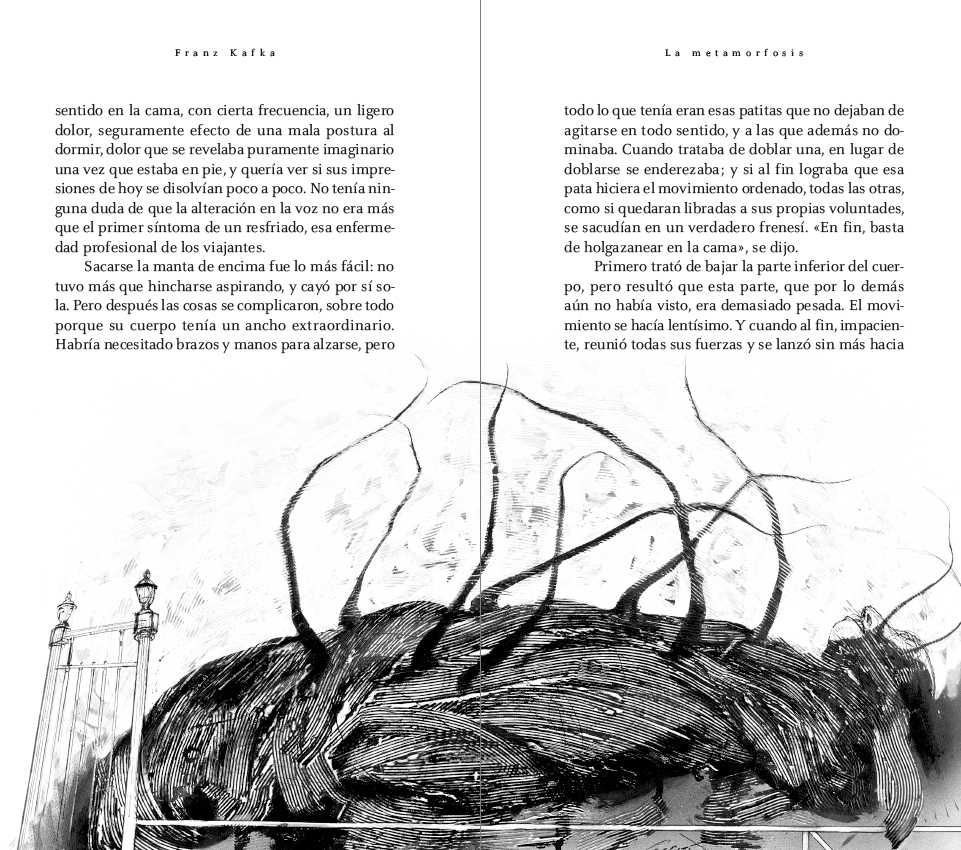 Franz Kafka
sentido en la cama, con cierta frecuencia, un ligero
dolor, seguramente efecto de una mala postura al
dormir, dolor que se revelaba puramente imaginario
una vez que estaba en pie, y quería ver si sus impre-
siones de hoy se disolvían poco a poco. No tenía nin-
guna duda de que la alteración en la voz no era más
que el primer síntoma de un resfriado, esa enferme-
dad profesional de los viajantes.
Sacarse la manta de encima fue lo más fácil: no
tuvo más que hincharse aspirando, y cayó por sí so-
la. Pero después las cosas se complicaron, sobre todo
porque su cuerpo tenía un ancho extraordinario.
Habría necesitado brazos y manos para alzarse, pero
La metamorfosis
todo lo que tenía eran esas patitas que no dejaban de
agitarse en todo sentido, y a las que además no do-
minaba. Cuando trataba de doblar una, en lugar de
doblarse se enderezaba; y si al fin lograba que esa
pata hiciera el movimiento ordenado, todas las otras,
como si quedaran libradas a sus propias voluntades,
se sacudían en un verdadero frenesí. «En fin, basta
de holgazanear en la cama», se dijo.
Primero trató de bajar la parte inferior del cuer-
po, pero resultó que esta parte, que por lo demás
aún no había visto, era demasiado pesada. El movi-
miento se hacía lentísimo. Y cuando al fin, impacien-
te, reunió todas sus fuerzas y se lanzó sin más hacia